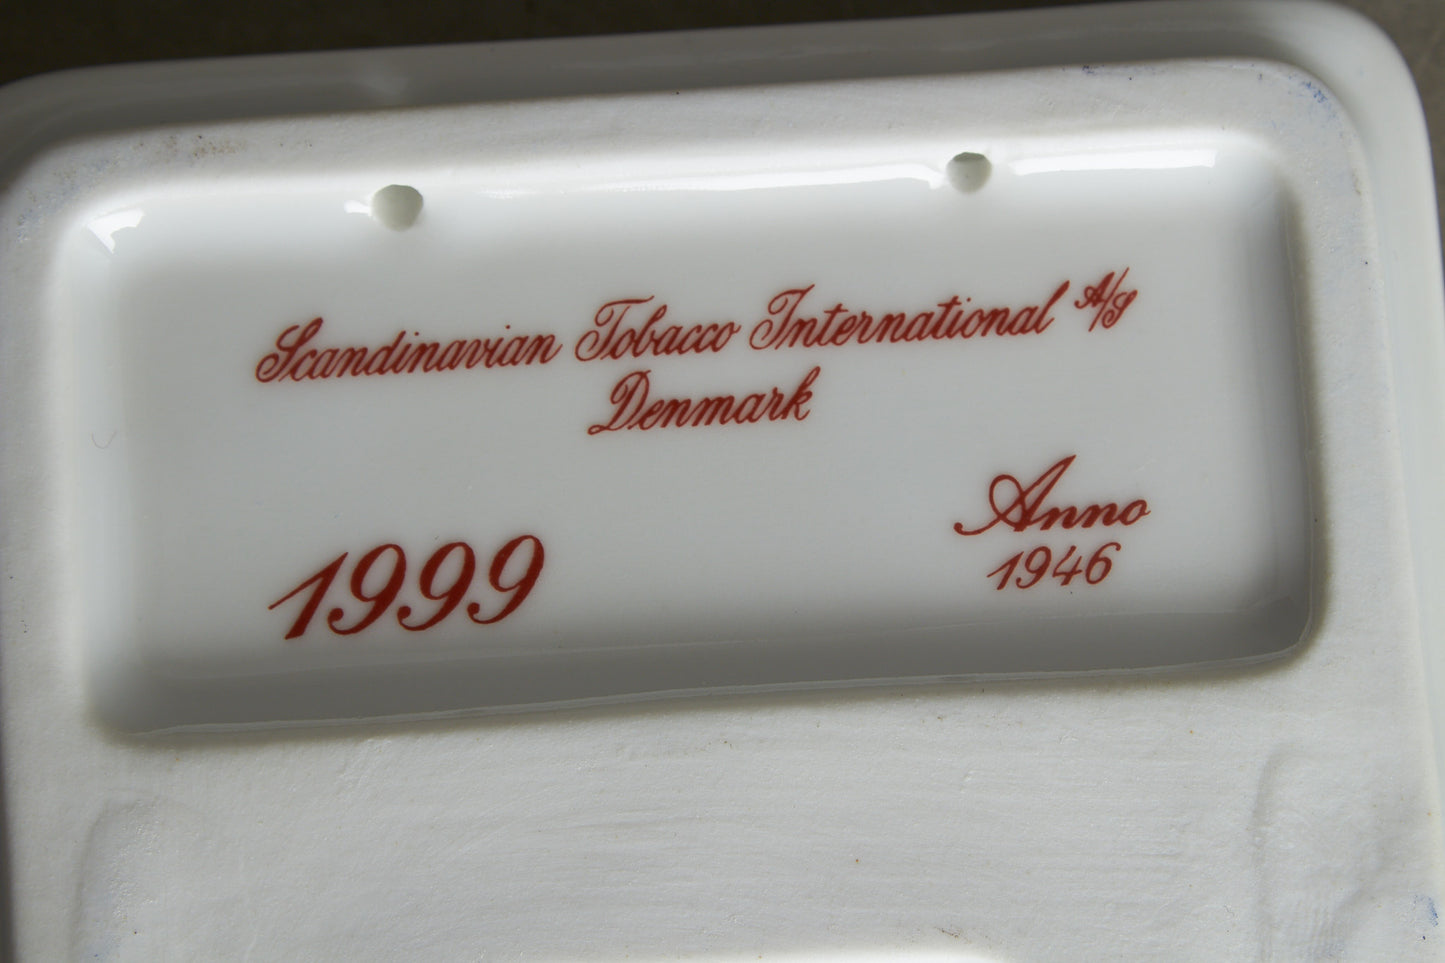 Scandinavian Tobacco International A/S
Denmark
Anno
1946
1999